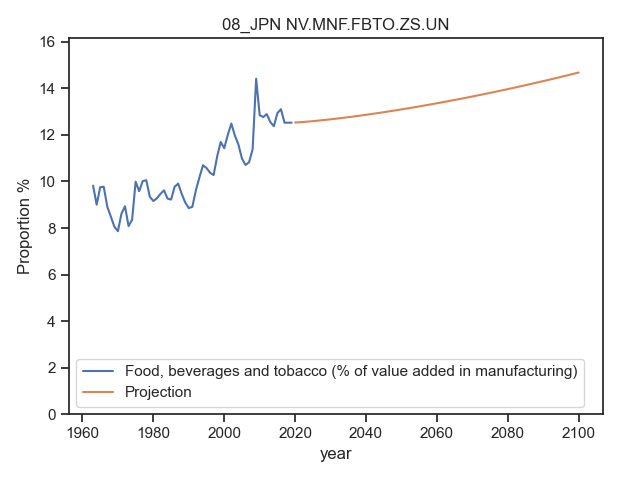 08_JPN NV.MNF.FBTO.ZS.UN
16
14
12
10
8
6
4
2
0
Proportion %
Food, beverages and tobacco (% of value added in manufacturing)
Projection
1960 1980 2000 2020 2040 2060 2080 2100
year